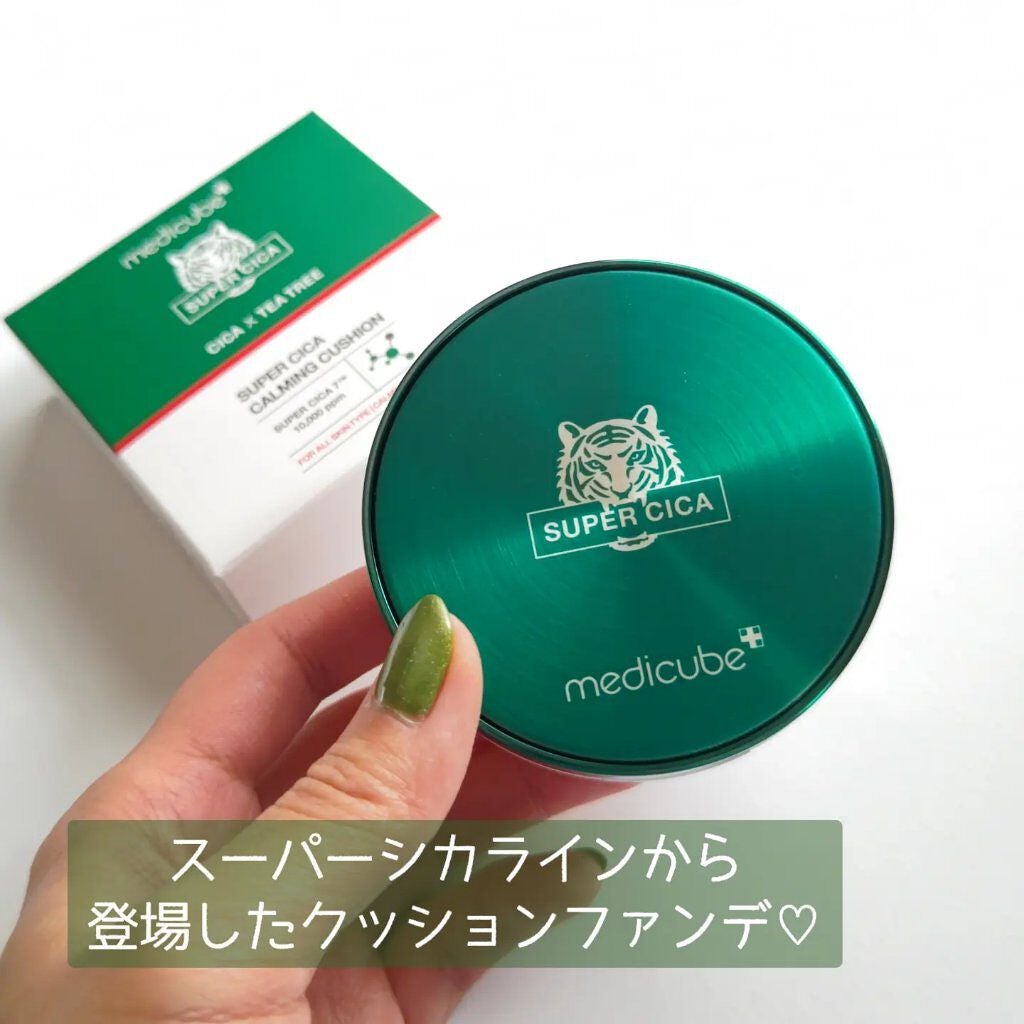 medicube
SUPER CICA
CICA × TEA TREE
SUPER CICA
CALMING CUSHION
SUPER CICA 7™
10,000 ppm
FOR ALL SKIN TYPE
SUPER CICA
medicube
スーパーシカラインから
登場したクッションファンデ♡